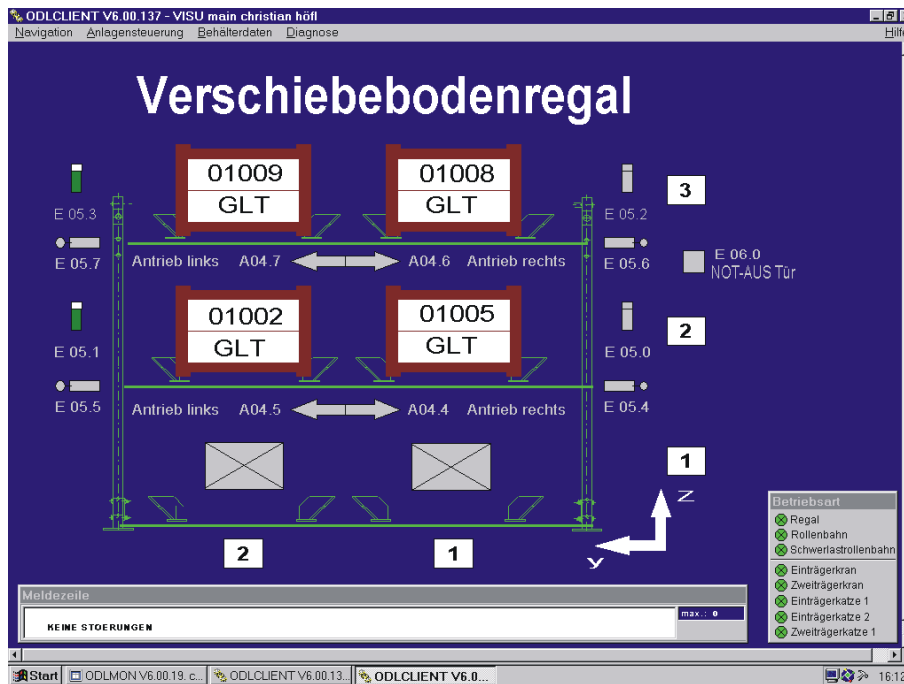 ODLCLIENT V6.00.137 - VISU main christian höfl
Navigation Anlagensteuerung Behälterdaten Diagnose
Verschiebebodenregal
01009 01008
GLT GLT
3
E 05.3 E 05.2
E 05.7 Antrieb links A04.7 A04.6 Antrieb rechts E 05.6
E 06.0
NOT-AUS Tür
01002 01005
GLT GLT
2
E 05.1 E 05.0
E 05.5 Antrieb links A04.5 A04.4 Antrieb rechts E 05.4
1
Z
y
2 1
Betriebsart
Regal
Rollenbahn
Schwerlastrollenbahn
Einträgerkran
Zweiträgerkran
Einträgerkatze 1
Einträgerkatze 2
Zweiträgerkatze 1
Meldezeile
max.: 0
KEINE STOERUNGEN
Start ODLMON V6.00.19. c... ODLCLIENT V6.00.13... ODLCLIENT V6.0... 16:12